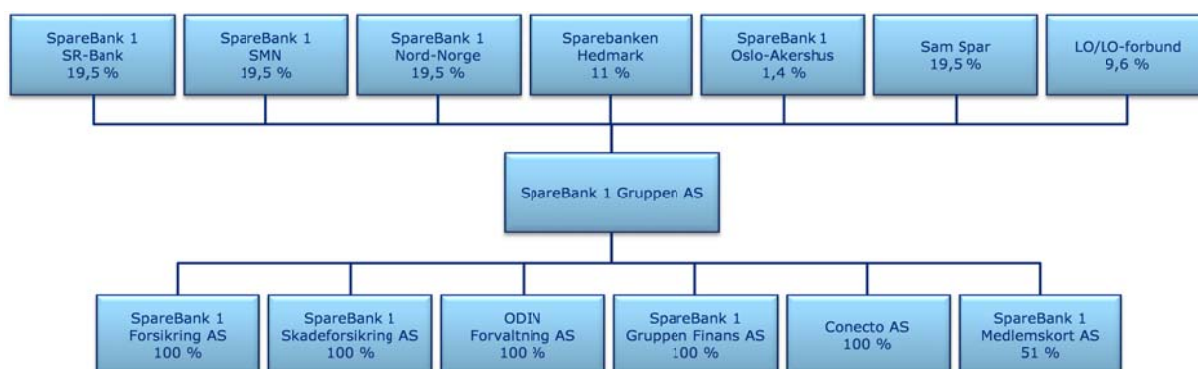 SpareBank 1
SR-Bank
19,5 %
SpareBank 1
SMN
19,5 %
SpareBank 1
Nord-Norge
19,5 %
Sparebanken
Hedmark
11 %
SpareBank 1
Oslo-Akershus
1,4 %
Sam Spar
19,5 %
LO/LO-forbund
9,6 %
SpareBank 1 Gruppen AS
SpareBank 1
Forsikring AS
100 %
SpareBank 1
Skadeforsikring AS
100 %
ODIN
Forvaltning AS
100 %
SpareBank 1
Gruppen Finans AS
100 %
Conecto AS
100 %
SpareBank 1
Medlemskort AS
51 %